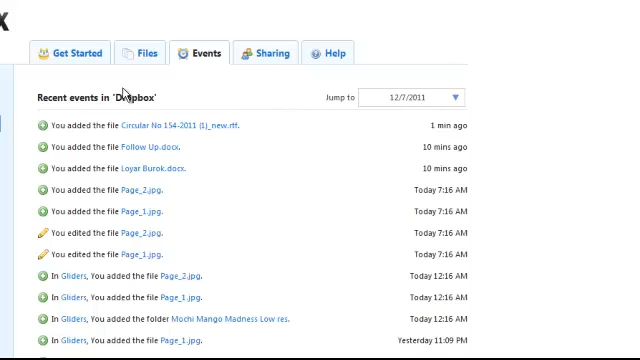 Get Started Files Events Sharing Help
Recent events in 'Dropbox' Jump to 12/7/2011
You added the file Circular No 154-2011 (1)_new.rtf. 1 min ago
You added the file Follow Up.docx. 10 mins ago
You added the file Loyar Burok.docx. 10 mins ago
You added the file Page_2.jpg. Today 7:16 AM
You added the file Page_1.jpg. Today 7:16 AM
You edited the file Page_2.jpg. Today 7:16 AM
You edited the file Page_1.jpg. Today 7:16 AM
In Gliders, You added the file Page_2.jpg. Today 12:16 AM
In Gliders, You added the file Page_1.jpg. Today 12:16 AM
In Gliders, You added the folder Mochi Mango Madness Low res. Today 12:16 AM
In Gliders, You added the file Page_1.jpg. Yesterday 11:09 PM